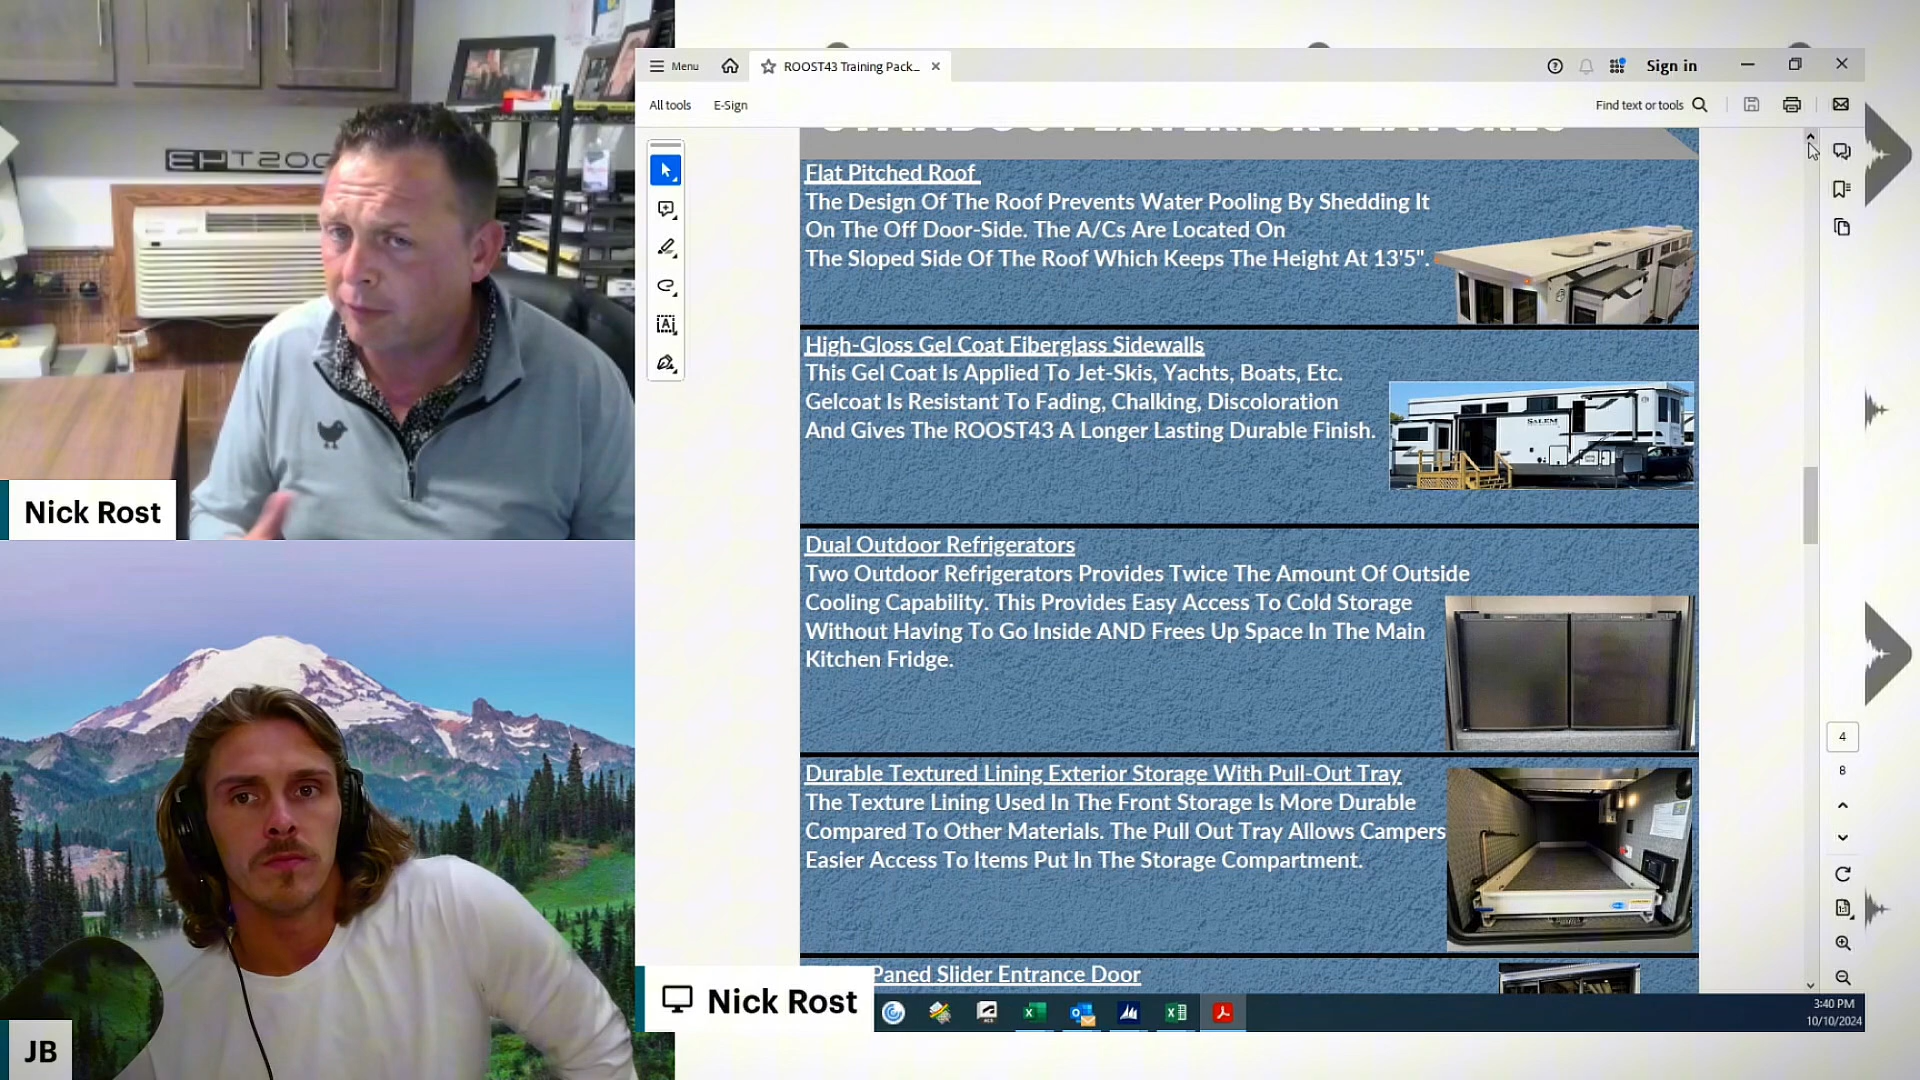 EHT500
Nick Rost
JB
Menu
ROOST43 Training Pack...
Sign in
All tools
E-Sign
Find text or tools
STANDOUT EXTERIOR FEATURES
Flat Pitched Roof
The Design Of The Roof Prevents Water Pooling By Shedding It
On The Off Door-Side. The A/Cs Are Located On
The Sloped Side Of The Roof Which Keeps The Height At 13'5".
High-Gloss Gel Coat Fiberglass Sidewalls
This Gel Coat Is Applied To Jet-Skis, Yachts, Boats, Etc.
Gelcoat Is Resistant To Fading, Chalking, Discoloration
And Gives The ROOST43 A Longer Lasting Durable Finish.
SALEM
Dual Outdoor Refrigerators
Two Outdoor Refrigerators Provides Twice The Amount Of Outside
Cooling Capability. This Provides Easy Access To Cold Storage
Without Having To Go Inside AND Frees Up Space In The Main
Kitchen Fridge.
Durable Textured Lining Exterior Storage With Pull-Out Tray
The Texture Lining Used In The Front Storage Is More Durable
Compared To Other Materials. The Pull Out Tray Allows Campers
Easier Access To Items Put In The Storage Compartment.
Paned Slider Entrance Door
4
8
Nick Rost
3:40 PM
10/10/2024